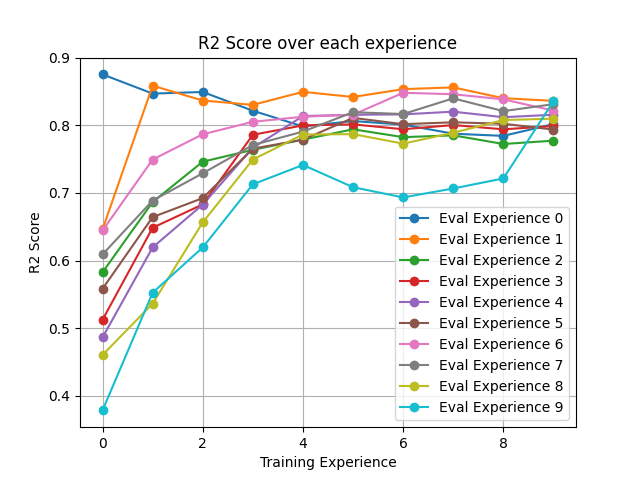 R2 Score over each experience
R2 Score
0.9
0.8
0.7
0.6
0.5
0.4
0
2
4
6
8
Training Experience
Eval Experience 0
Eval Experience 1
Eval Experience 2
Eval Experience 3
Eval Experience 4
Eval Experience 5
Eval Experience 6
Eval Experience 7
Eval Experience 8
Eval Experience 9